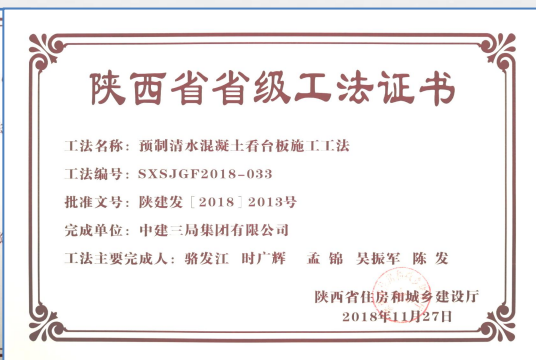 陕西省省级工法证书
工法名称：预制清水混凝土看台板施工工法
工法编号：SXSJGF2018-033
批准文号：陕建发［2018］2013号
完成单位：中建三局集团有限公司
工法主要完成人：骆发江 时广辉 孟锦 吴振军 陈发
陕西省住房和城乡建设厅
2018年11月27日